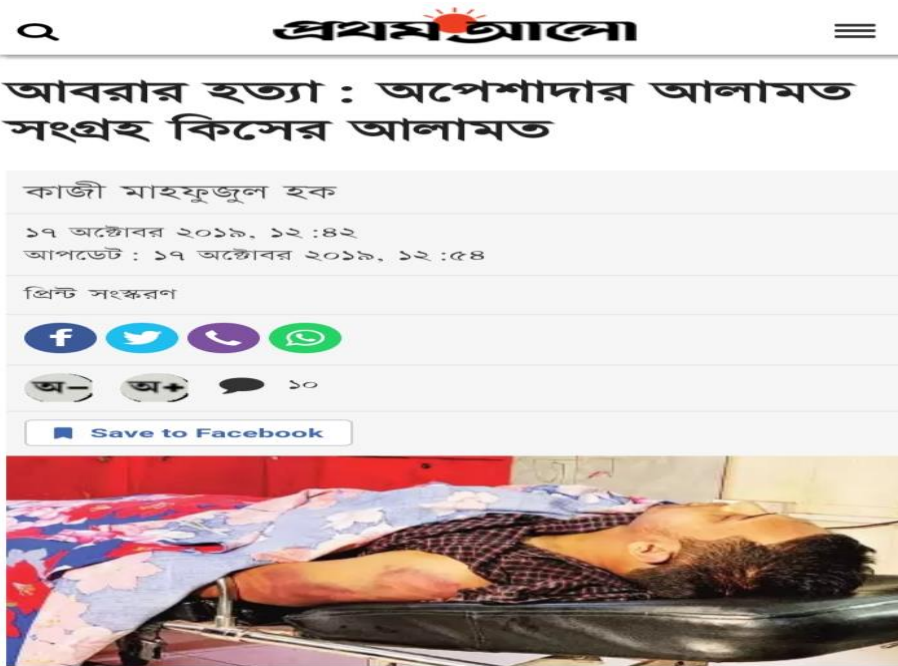 প্রথম আলো
আবরার হত্যা : অপেশাদার আলামত
সংগ্রহ কিসের আলামত
কাজী মাহফুজুল হক
১৭ অক্টোবর ২০১৯, ১২:৪২
আপডেট : ১৭ অক্টোবর ২০১৯, ১২:৫৪
প্রিন্ট সংস্করণ
অ– অ+ ১০
Save to Facebook